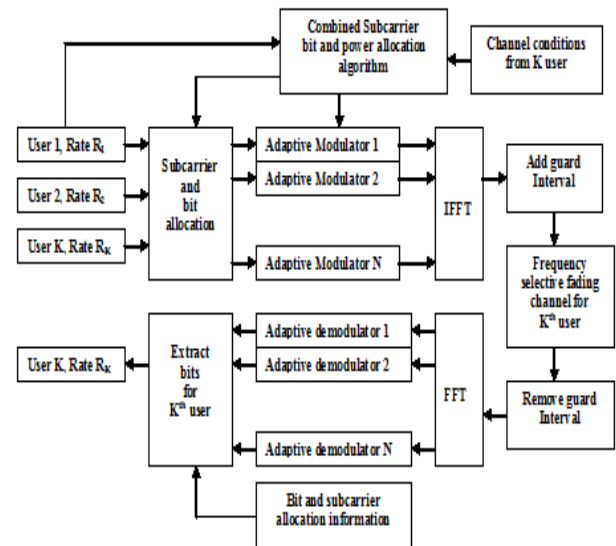 Combined Subcarrier
bit and power allocation
algorithm
Channel conditions
from K user
User 1, Rate R₁
User 2, Rate R₂
User K, Rate Rₖ
Subcarrier
and
bit
allocation
Adaptive Modulator 1
Adaptive Modulator 2
Adaptive Modulator N
IFFT
Add guard
Interval
Frequency
selective fading
channel for
Kᵗʰ user
Remove guard
Interval
FFT
Adaptive demodulator 1
Adaptive demodulator 2
Adaptive demodulator N
Extract
bits
for
Kᵗʰ user
User K, Rate Rₖ
Bit and subcarrier
allocation information